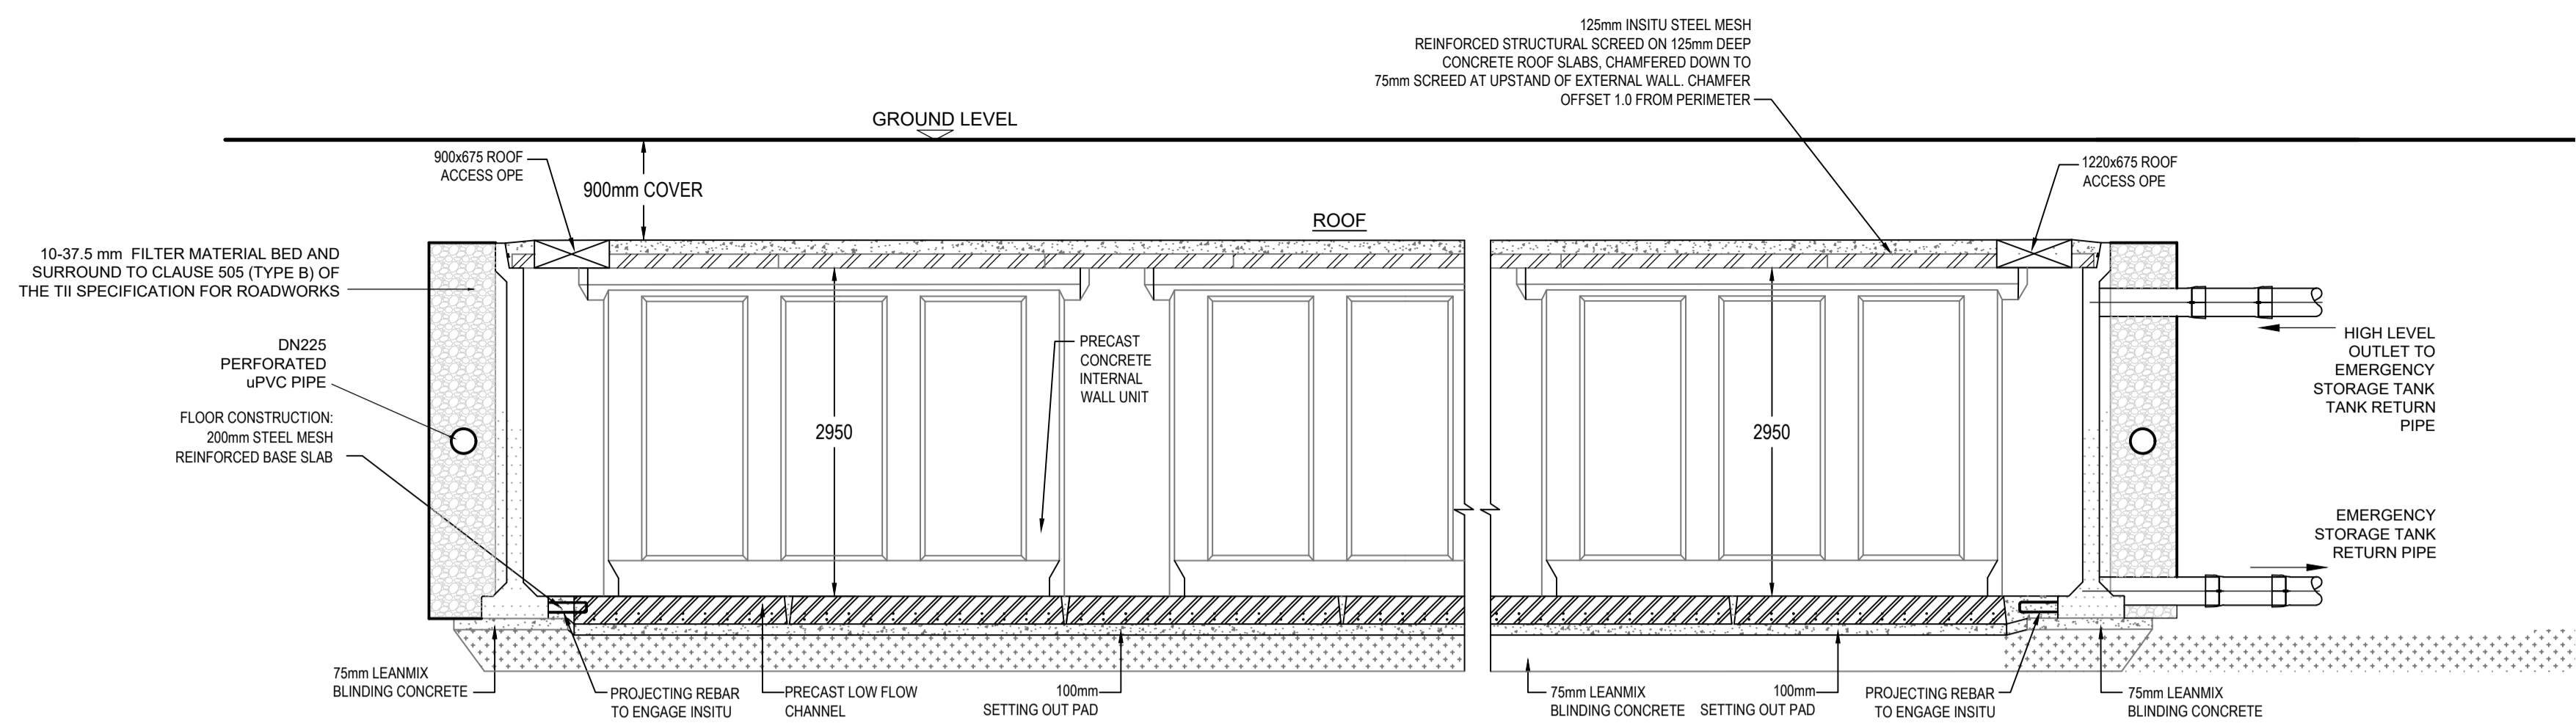 125mm INSITU STEEL MESH
REINFORCED STRUCTURAL SCREED ON 125mm DEEP
CONCRETE ROOF SLABS, CHAMFERED DOWN TO
75mm SCREED AT UPSTAND OF EXTERNAL WALL. CHAMFER
OFFSET 1.0 FROM PERIMETER
GROUND LEVEL
900x675 ROOF
ACCESS OPE
900mm COVER
1220x675 ROOF
ACCESS OPE
ROOF
10-37.5 mm FILTER MATERIAL BED AND
SURROUND TO CLAUSE 505 (TYPE B) OF
THE TII SPECIFICATION FOR ROADWORKS
DN225
PERFORATED
uPVC PIPE
FLOOR CONSTRUCTION:
200mm STEEL MESH
REINFORCED BASE SLAB
2950
PRECAST
CONCRETE
INTERNAL
WALL UNIT
2950
HIGH LEVEL
OUTLET TO
EMERGENCY
STORAGE TANK
TANK RETURN
PIPE
EMERGENCY
STORAGE TANK
RETURN PIPE
75mm LEANMIX
BLINDING CONCRETE
PROJECTING REBAR
TO ENGAGE INSITU
PRECAST LOW FLOW
CHANNEL
100mm
SETTING OUT PAD
75mm LEANMIX
BLINDING CONCRETE
100mm
SETTING OUT PAD
PROJECTING REBAR
TO ENGAGE INSITU
75mm LEANMIX
BLINDING CONCRETE